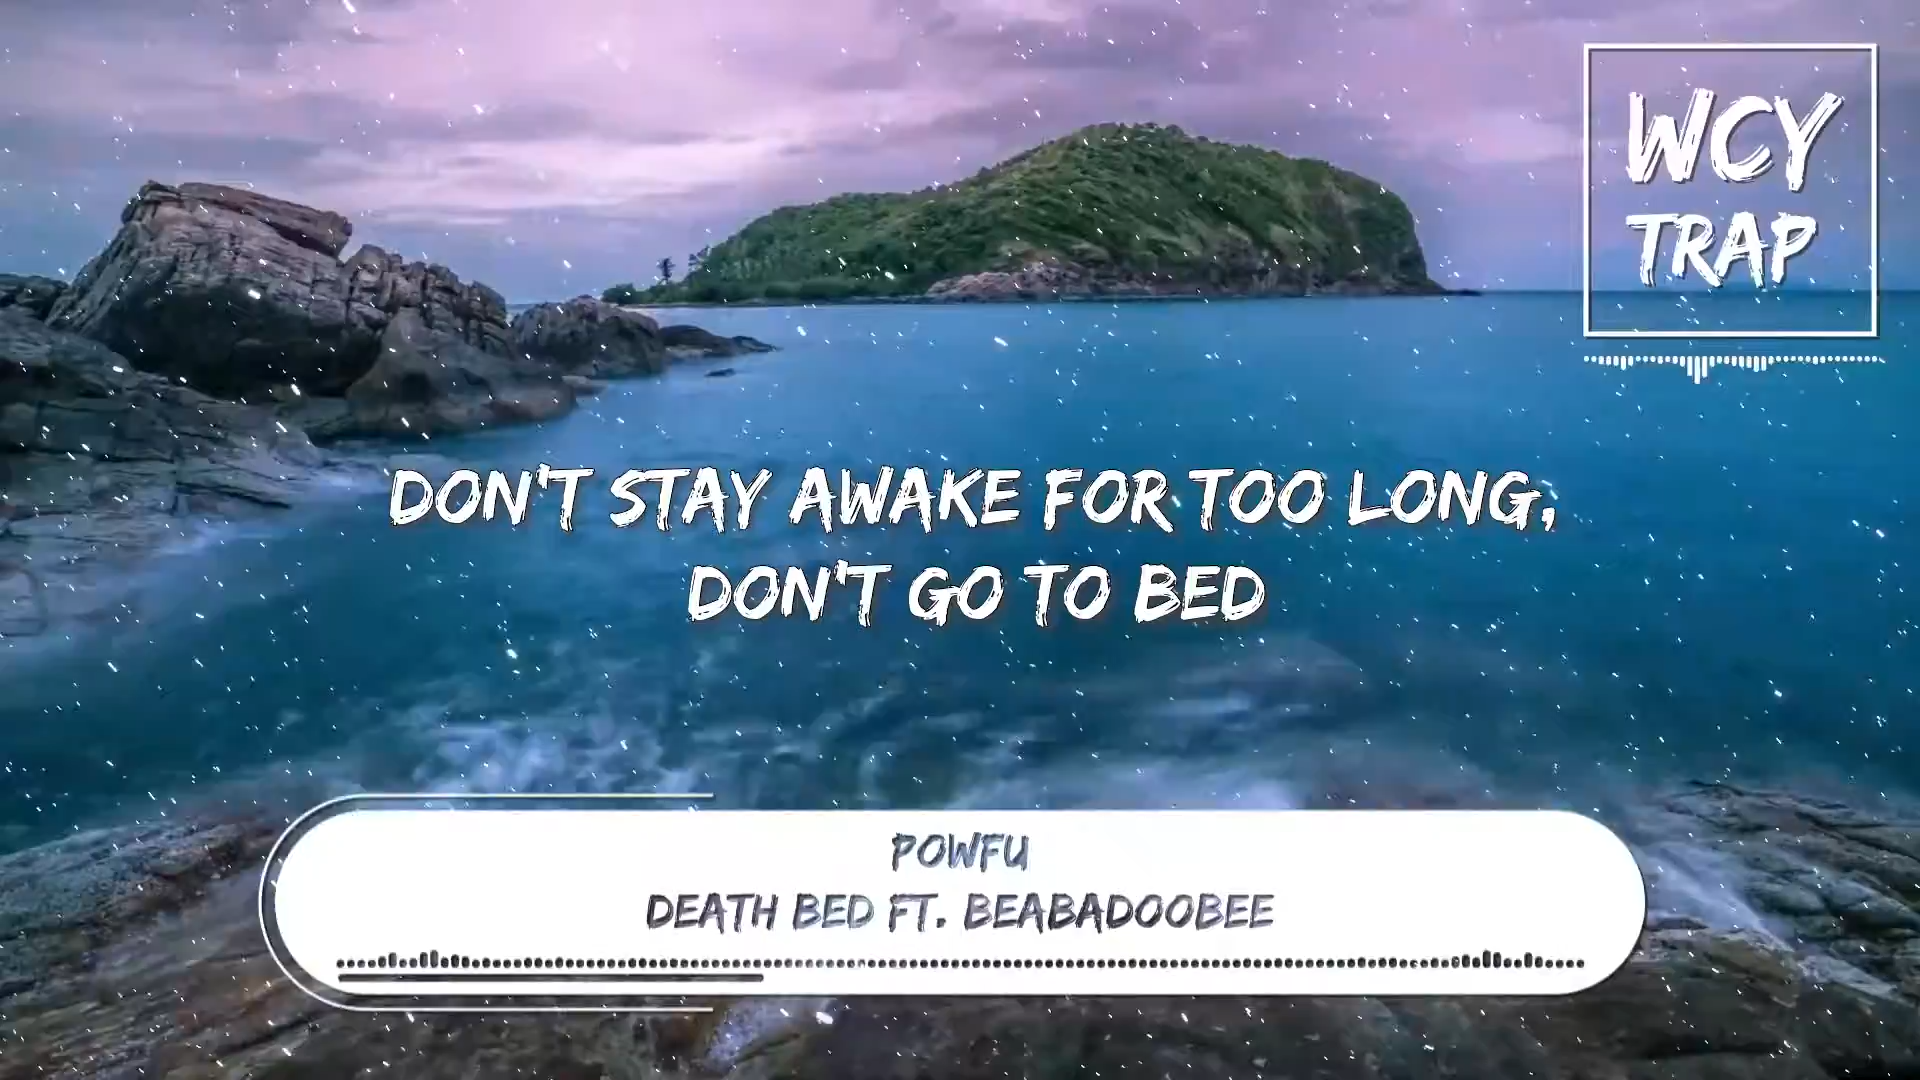 WCY
TRAP
DON'T STAY AWAKE FOR TOO LONG,
DON'T GO TO BED
POWFU
DEATH BED FT. BEABADOOBEE